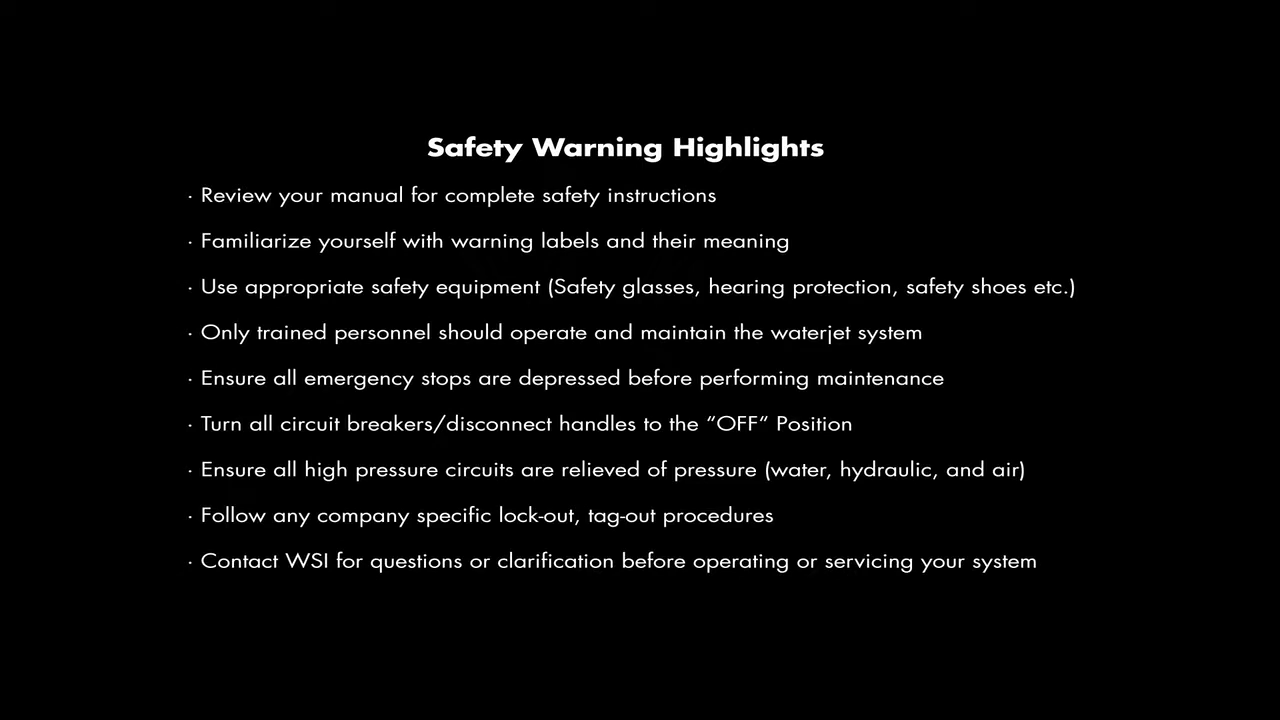 Safety Warning Highlights
· Review your manual for complete safety instructions
· Familiarize yourself with warning labels and their meaning
· Use appropriate safety equipment (Safety glasses, hearing protection, safety shoes etc.)
· Only trained personnel should operate and maintain the waterjet system
· Ensure all emergency stops are depressed before performing maintenance
· Turn all circuit breakers/disconnect handles to the “OFF“ Position
· Ensure all high pressure circuits are relieved of pressure (water, hydraulic, and air)
· Follow any company specific lock-out, tag-out procedures
· Contact WSI for questions or clarification before operating or servicing your system